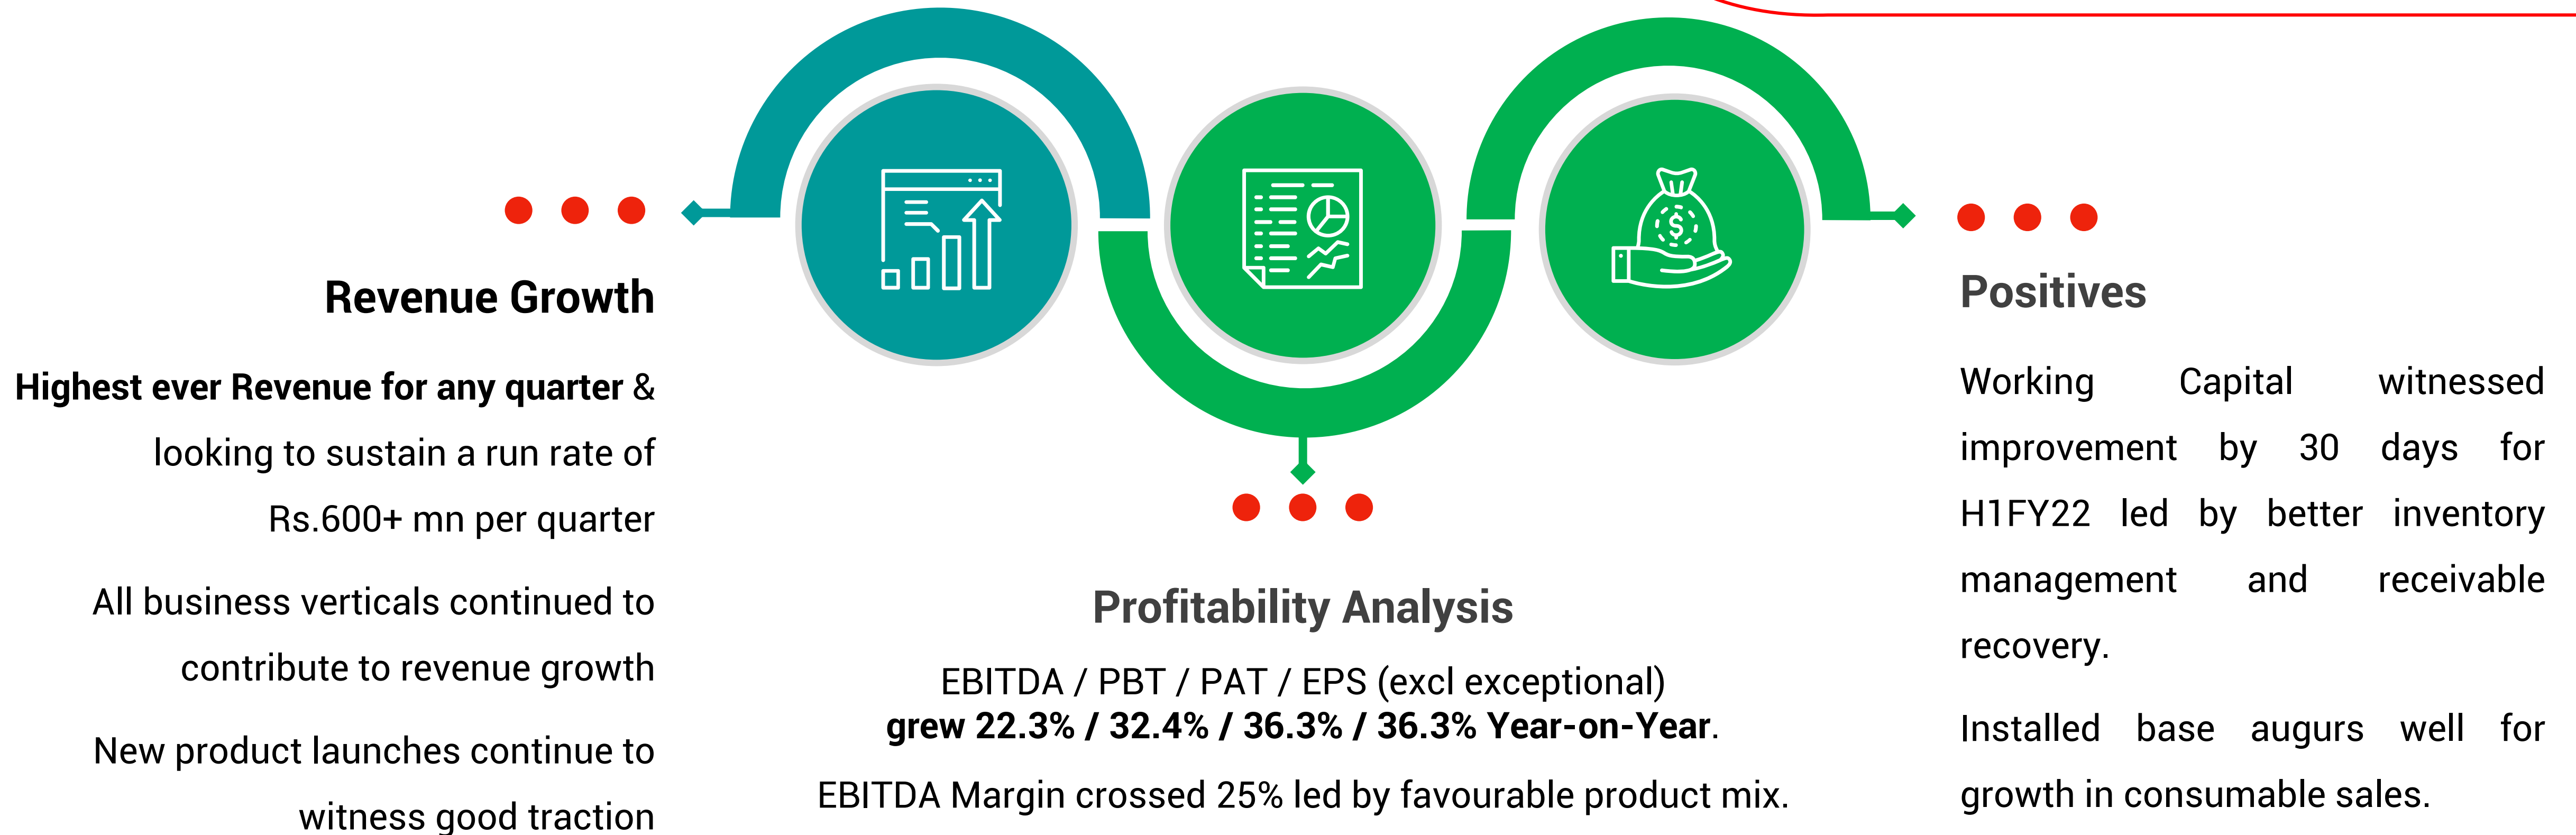 Revenue Growth
Highest ever Revenue for any quarter &
looking to sustain a run rate of
Rs.600+ mn per quarter
All business verticals continued to
contribute to revenue growth
New product launches continue to
witness good traction
Profitability Analysis
EBITDA / PBT / PAT / EPS (excl exceptional)
grew 22.3% / 32.4% / 36.3% / 36.3% Year-on-Year.
EBITDA Margin crossed 25% led by favourable product mix.
Positives
Working Capital witnessed
improvement by 30 days for
H1FY22 led by better inventory
management and receivable
recovery.
Installed base augurs well for
growth in consumable sales.